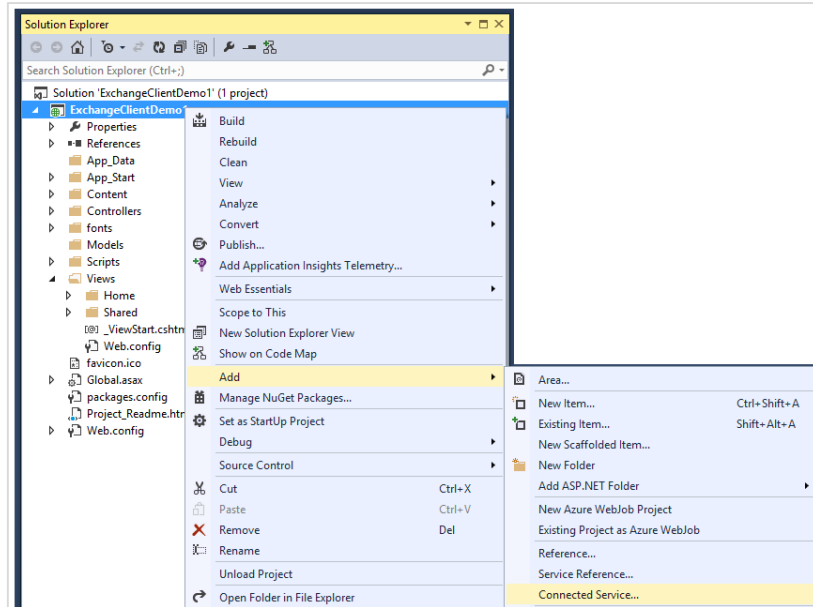 Solution Explorer
Search Solution Explorer (Ctrl+;)
Solution 'ExchangeClientDemo1' (1 project)
ExchangeClientDemo1
Properties
References
App_Data
App_Start
Content
Controllers
fonts
Models
Scripts
Views
Home
Shared
[@] _ViewStart.cshtm
Web.config
favicon.ico
Global.asax
packages.config
Project_Readme.htr
Web.config
Build
Rebuild
Clean
View
Analyze
Convert
Publish...
Add Application Insights Telemetry...
Web Essentials
Scope to This
New Solution Explorer View
Show on Code Map
Add
Manage NuGet Packages...
Set as StartUp Project
Debug
Source Control
Cut Ctrl+X
Paste Ctrl+V
Remove Del
Rename
Unload Project
Open Folder in File Explorer
Area...
New Item... Ctrl+Shift+A
Existing Item... Shift+Alt+A
New Scaffolded Item...
New Folder
Add ASP.NET Folder
New Azure WebJob Project
Existing Project as Azure WebJob
Reference...
Service Reference...
Connected Service...